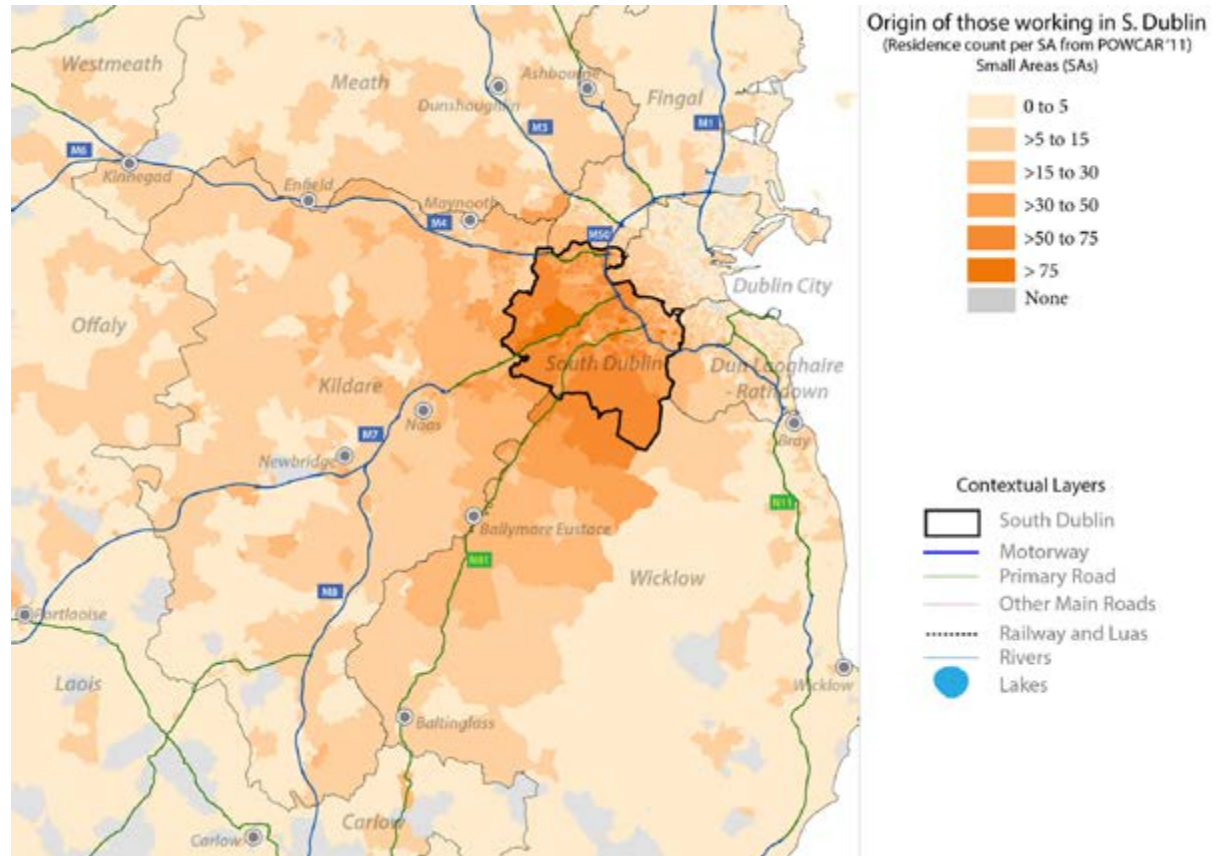 Origin of those working in S. Dublin
(Residence count per SA from POWCAR '11)
Small Areas (SAs)
0 to 5
>5 to 15
>15 to 30
>30 to 50
>50 to 75
> 75
None
Westmeath
Meath
Ashbourne
Dunshaughlin
Fingal
M3
M1
M6
Kinnegad
Enfield
Maynooth
M4
M50
Dublin City
Offaly
South Dublin
Dun Laoghaire
- Rathdown
Kildare
Naas
Bray
M7
Newbridge
N11
Ballymore Eustace
N81
Wicklow
M8
Portlaoise
Laois
Wicklow
Baltinglass
Carlow
Carlow
Contextual Layers
South Dublin
Motorway
Primary Road
Other Main Roads
Railway and Luas
Rivers
Lakes